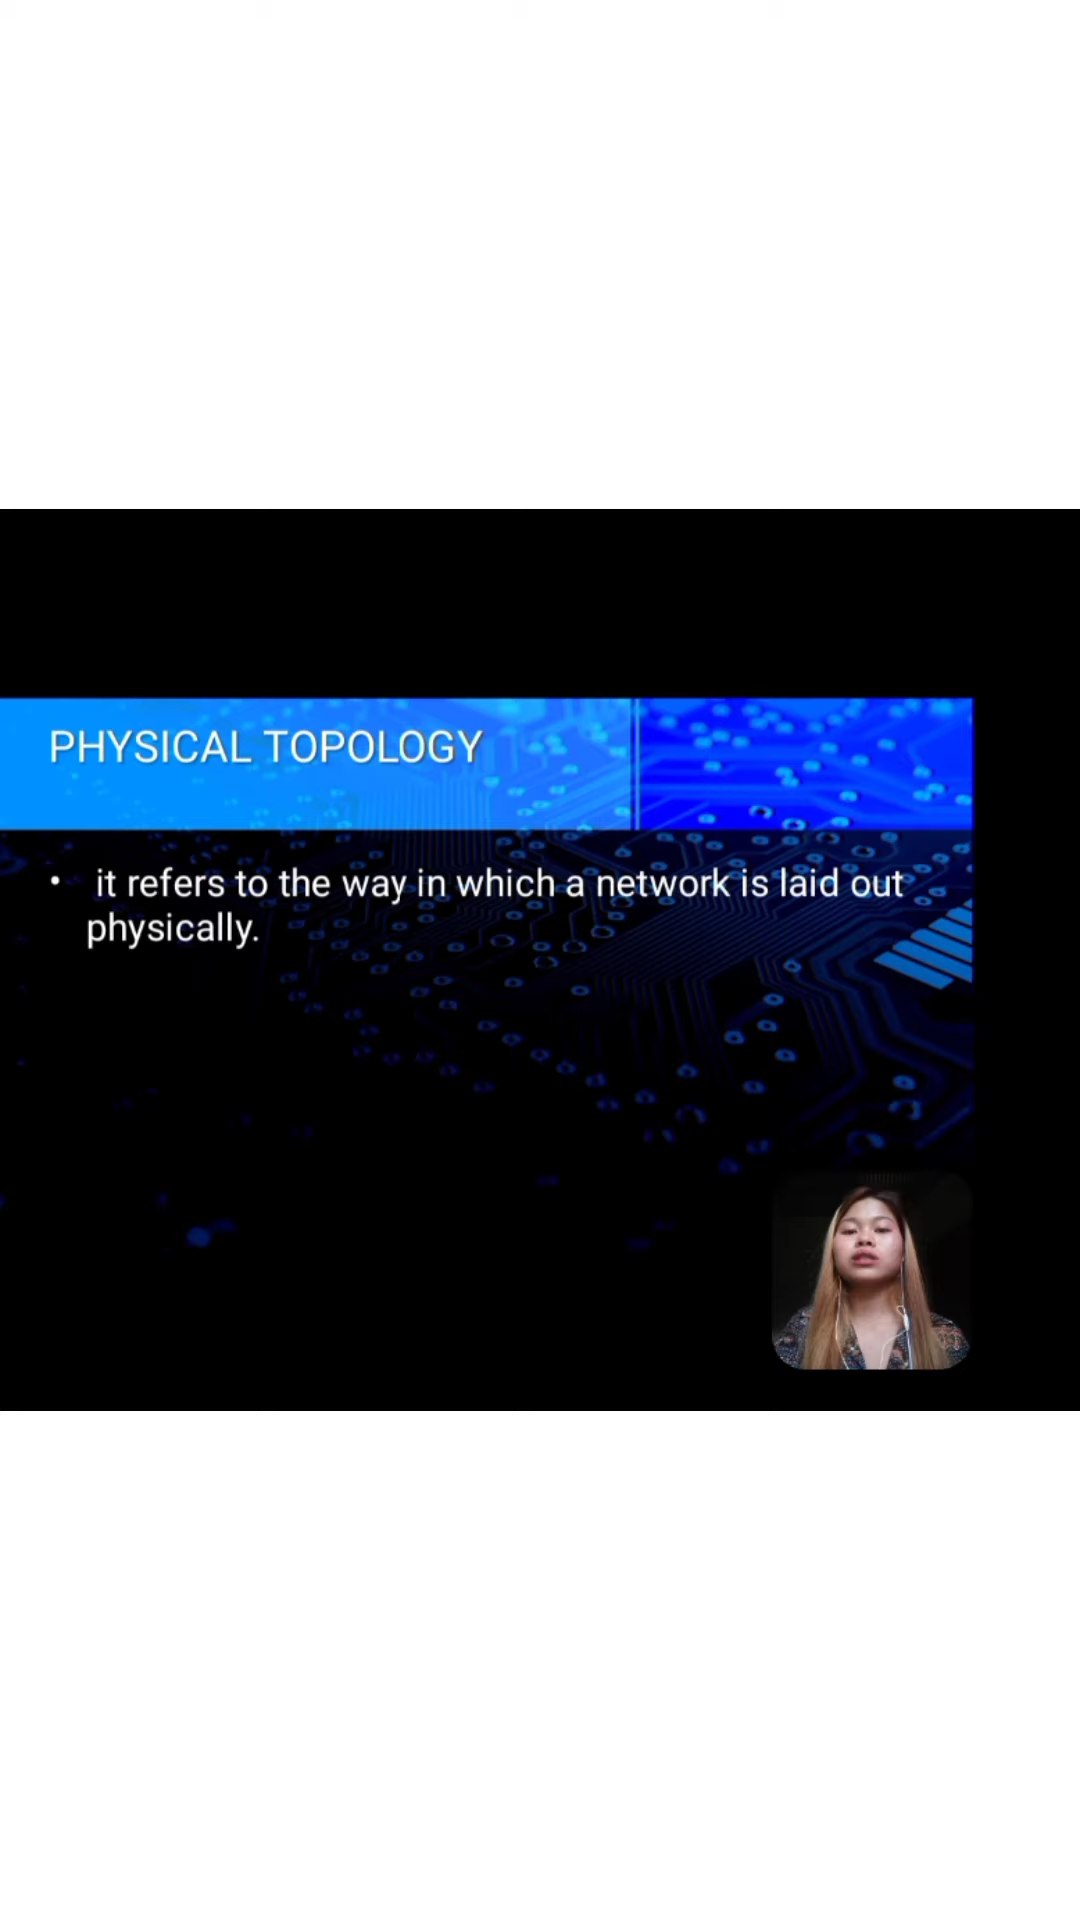 PHYSICAL TOPOLOGY
• it refers to the way in which a network is laid out
physically.